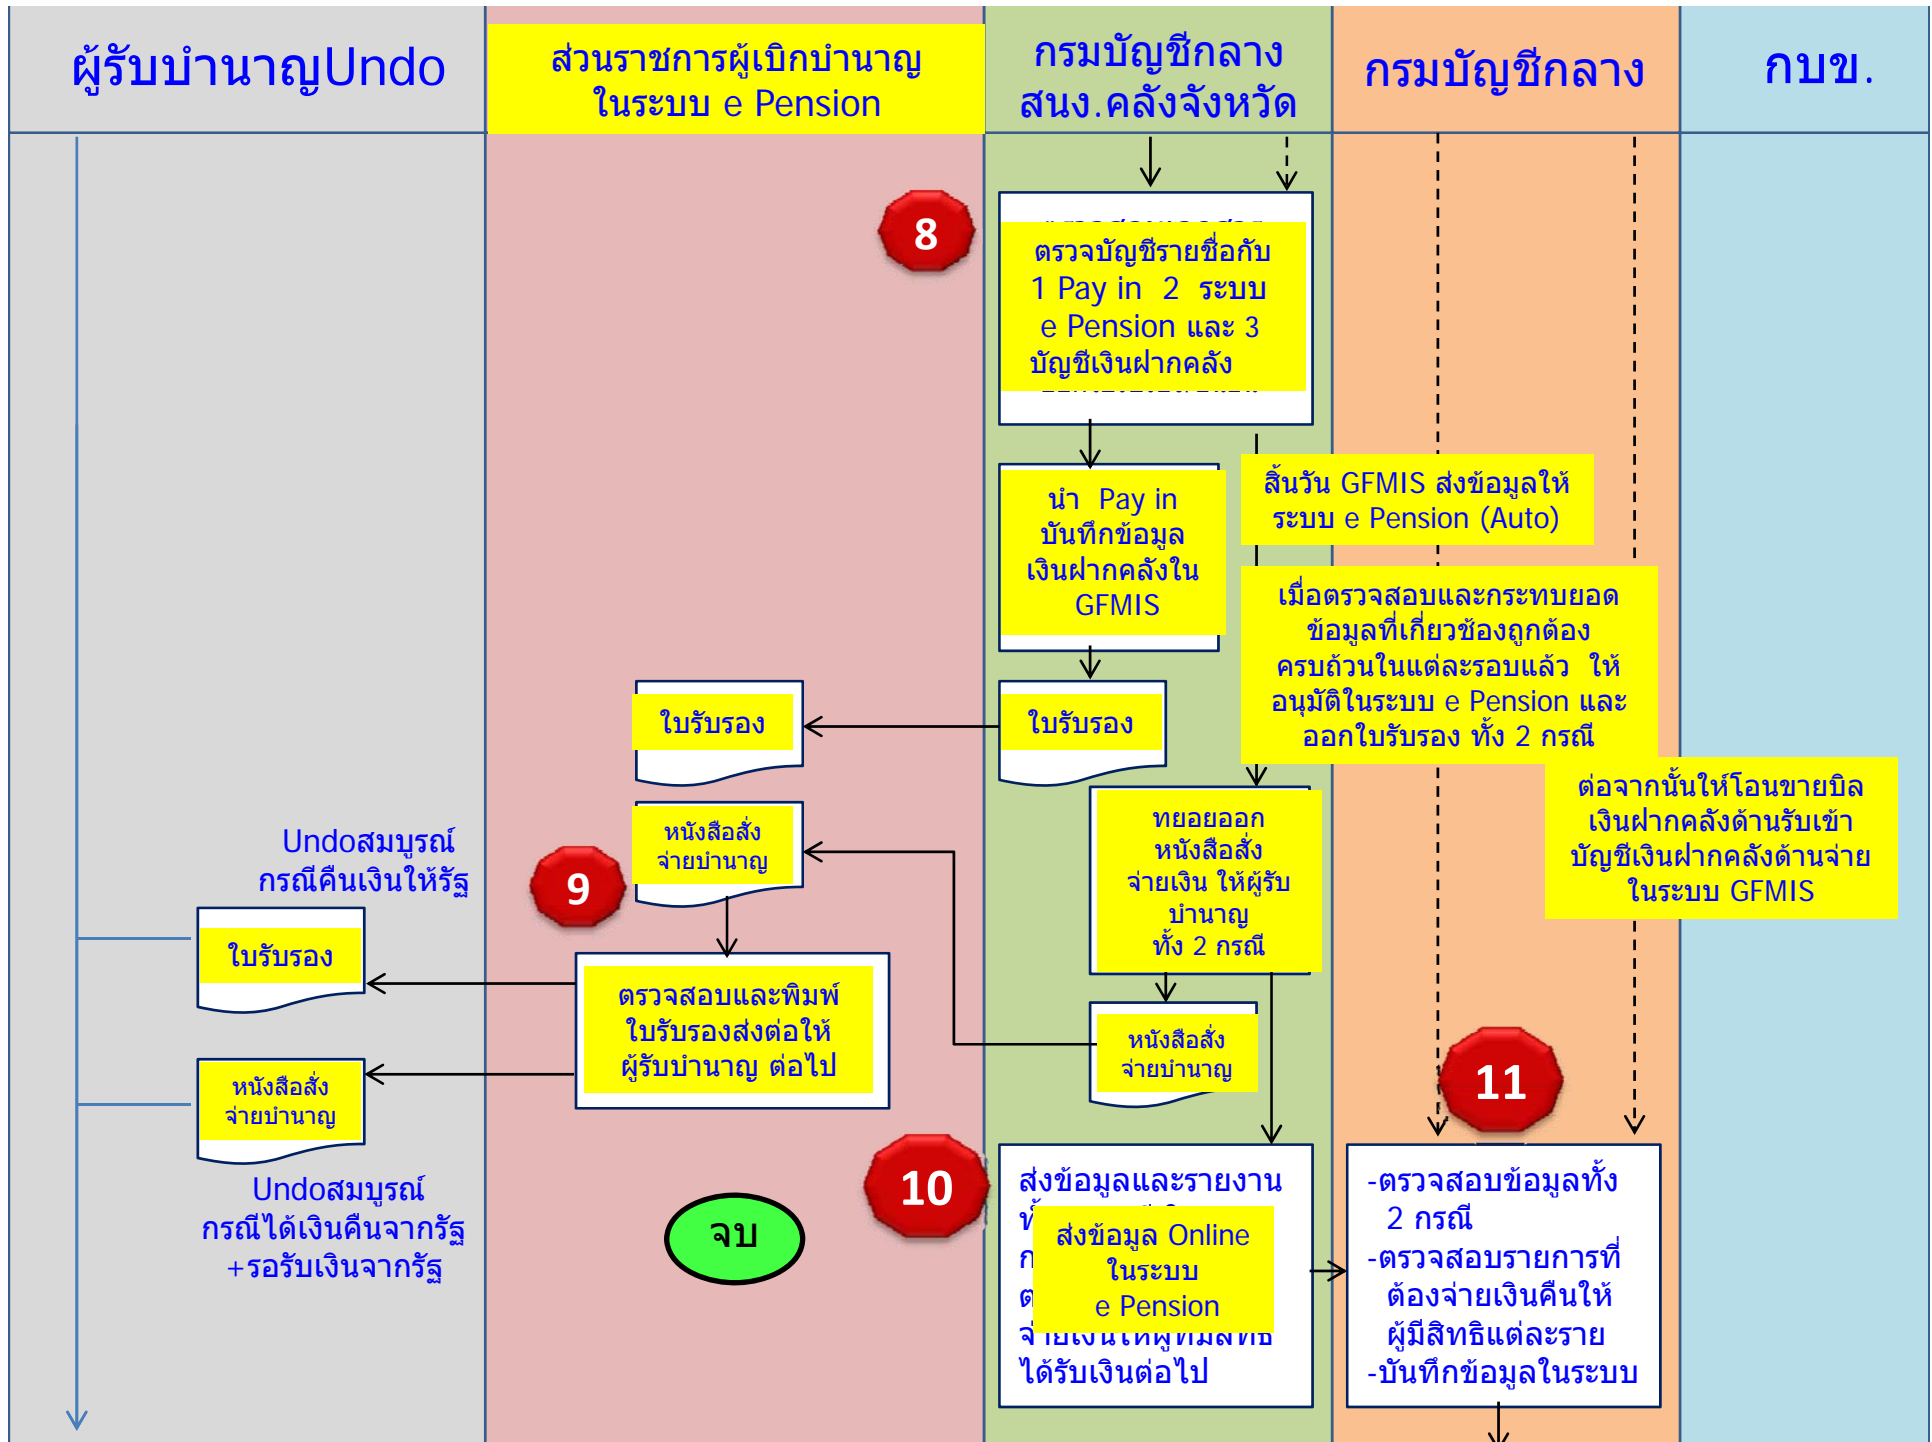 ผู้รับบำนาญUndo
ส่วนราชการผู้เบิกบำนาญ
ในระบบ e Pension
กรมบัญชีกลาง
สนง.คลังจังหวัด
กรมบัญชีกลาง
กบข.
8
ตรวจบัญชีรายชื่อกับ
1 Pay in 2 ระบบ
e Pension และ 3
บัญชีเงินฝากคลัง
นำ Pay in
บันทึกข้อมูล
เงินฝากคลังใน
GFMIS
สิ้นวัน GFMIS ส่งข้อมูลให้
ระบบ e Pension (Auto)
เมื่อตรวจสอบและกระทบยอด
ข้อมูลที่เกี่ยวช้องถูกต้อง
ครบถ้วนในแต่ละรอบแล้ว ให้
อนุมัติในระบบ e Pension และ
ออกใบรับรอง ทั้ง 2 กรณี
ใบรับรอง
ใบรับรอง
ต่อจากนั้นให้โอนขายบิล
เงินฝากคลังด้านรับเข้า
บัญชีเงินฝากคลังด้านจ่าย
ในระบบ GFMIS
หนังสือสั่ง
จ่ายบำนาญ
ทยอยออก
หนังสือสั่ง
จ่ายเงิน ให้ผู้รับ
บำนาญ
ทั้ง 2 กรณี
Undoสมบูรณ์
กรณีคืนเงินให้รัฐ
9
ใบรับรอง
ตรวจสอบและพิมพ์
ใบรับรองส่งต่อให้
ผู้รับบำนาญ ต่อไป
หนังสือสั่ง
จ่ายบำนาญ
หนังสือสั่ง
จ่ายบำนาญ
Undoสมบูรณ์
กรณีได้เงินคืนจากรัฐ
+รอรับเงินจากรัฐ
จบ
10
ส่งข้อมูลและรายงาน
ส่งข้อมูล Online
ในระบบ
e Pension
จ่ายเงินให้ผู้ที่มีสิทธิ
ได้รับเงินต่อไป
11
-ตรวจสอบข้อมูลทั้ง
2 กรณี
-ตรวจสอบรายการที่
ต้องจ่ายเงินคืนให้
ผู้มีสิทธิแต่ละราย
-บันทึกข้อมูลในระบบ